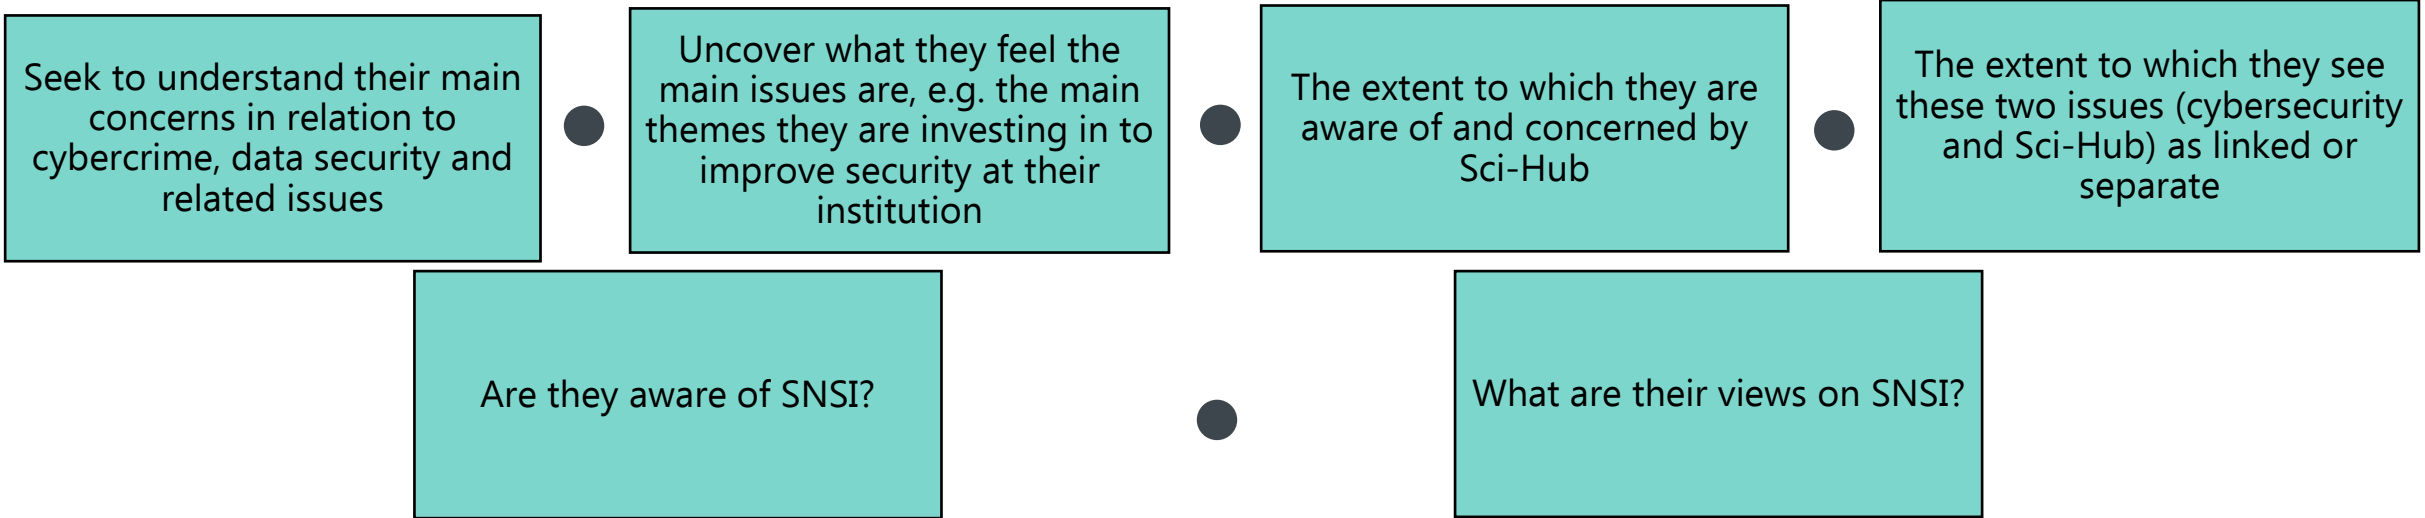 Seek to understand their main
concerns in relation to
cybercrime, data security and
related issues
Uncover what they feel the
main issues are, e.g. the main
themes they are investing in to
improve security at their
institution
The extent to which they are
aware of and concerned by
Sci-Hub
The extent to which they see
these two issues (cybersecurity
and Sci-Hub) as linked or
separate
Are they aware of SNSI?
What are their views on SNSI?